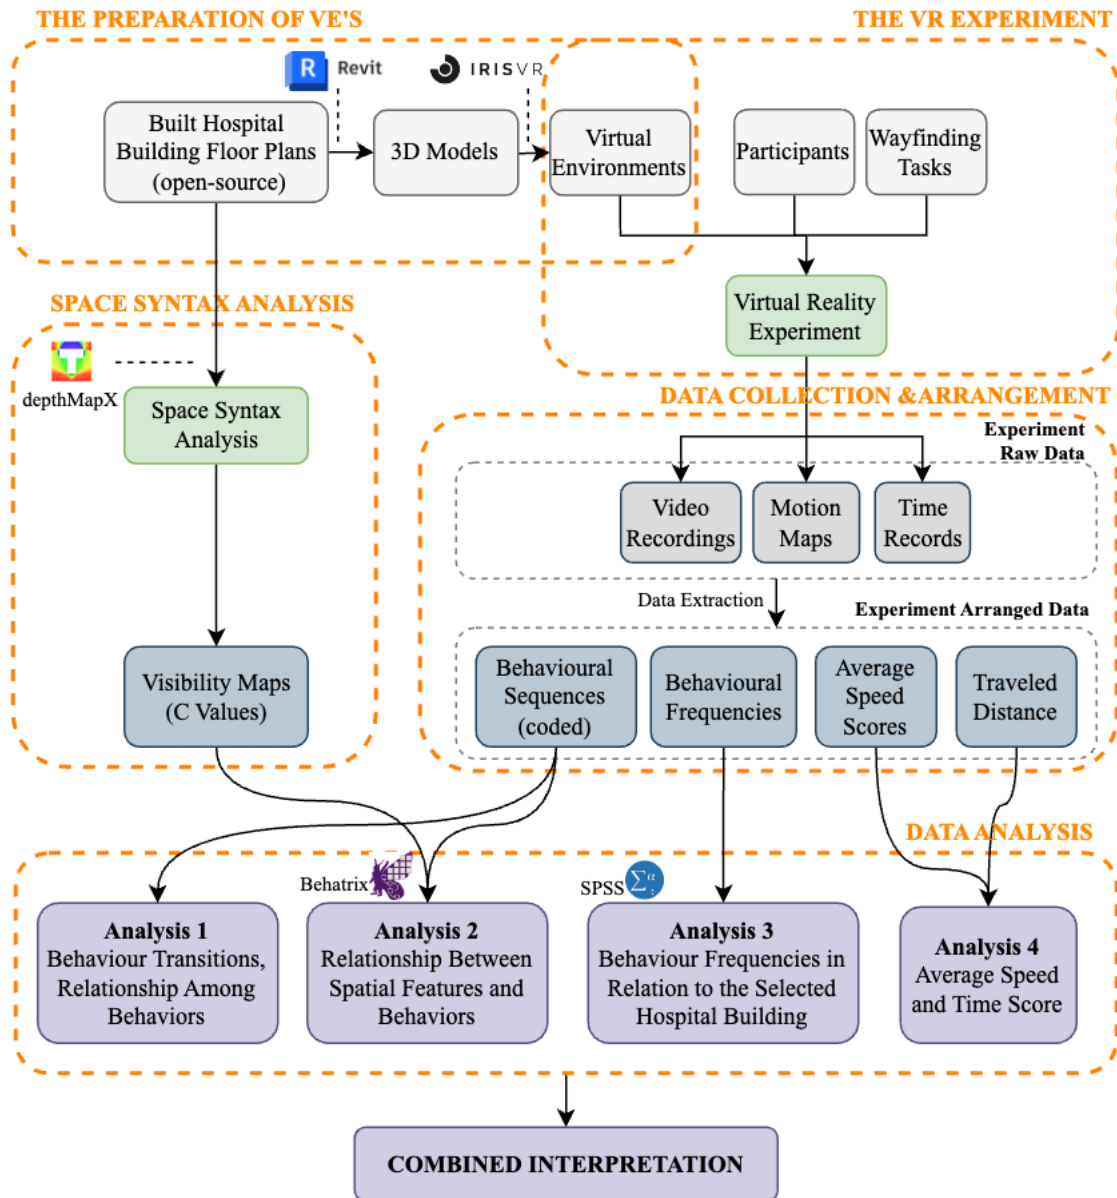 THE PREPARATION OF VE'S
THE VR EXPERIMENT
R
Revit
IRISVR
Built Hospital
Building Floor Plans
(open-source)
3D Models
Virtual
Environments
Participants
Wayfinding
Tasks
SPACE SYNTAX ANALYSIS
Virtual Reality
Experiment
T
depthMapX
Space Syntax
Analysis
DATA COLLECTION &ARRANGEMENT
Experiment
Raw Data
Video
Recordings
Motion
Maps
Time
Records
Data Extraction
Experiment Arranged Data
Visibility Maps
(C Values)
Behavioural
Sequences
(coded)
Behavioural
Frequencies
Average
Speed
Scores
Traveled
Distance
DATA ANALYSIS
Behatrix
SPSS
Σα
Analysis 1
Behaviour Transitions,
Relationship Among
Behaviors
Analysis 2
Relationship Between
Spatial Features and
Behaviors
Analysis 3
Behaviour Frequencies in
Relation to the Selected
Hospital Building
Analysis 4
Average Speed
and Time Score
COMBINED INTERPRETATION